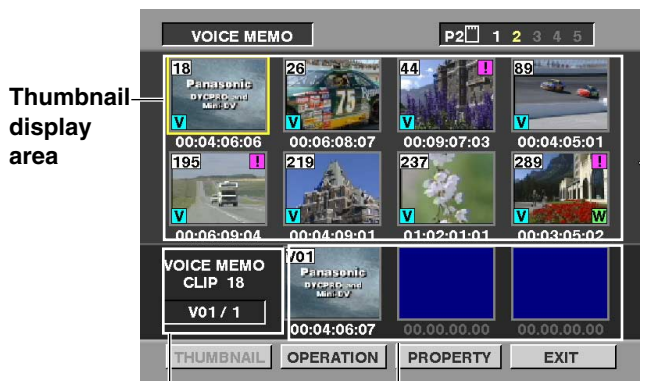 VOICE MEMO
P2 1 2 3 4 5
Thumbnail
display
area
18 26 44 ! 89
Panasonic
DVCPRO and
Mini-DV
75
V V V V
00:04:06:06 00:06:08:07 00:09:07:03 00:04:05:01
195 ! 219 237 289 !
V V V V W
00:06:09:04 00:04:09:01 01:02:01:01 00:03:05:02
VOICE MEMO
CLIP 18
V01 / 1
V01
Panasonic
DVCPRO and
Mini-DV
00:04:06:07 00.00.00.00 00.00.00.00
THUMBNAIL OPERATION PROPERTY EXIT